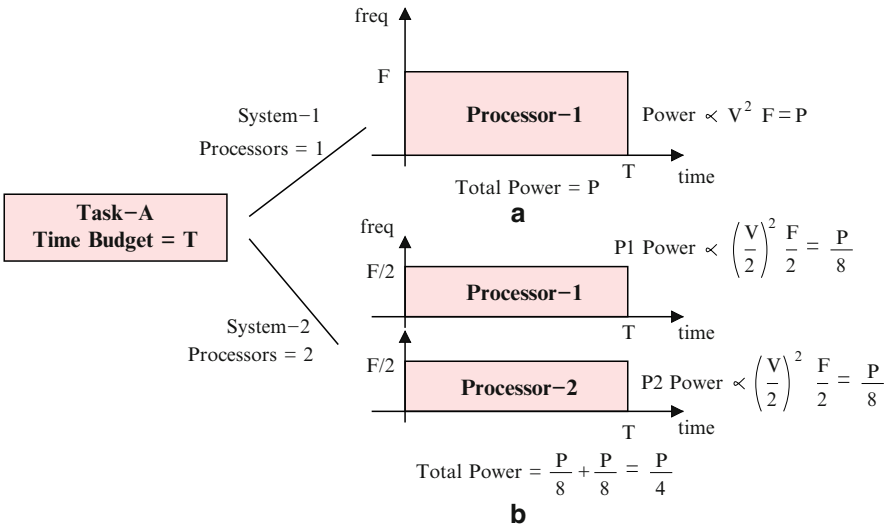 freq
F
Processor−1
Power ∝ V² F = P
T
time
Total Power = P
a
System−1
Processors = 1
Task−A
Time Budget = T
System−2
Processors = 2
freq
F/2
Processor−1
P1 Power ∝ (V/2)² F/2 = P/8
T
time
F/2
Processor−2
P2 Power ∝ (V/2)² F/2 = P/8
T
time
Total Power = P/8 + P/8 = P/4
b